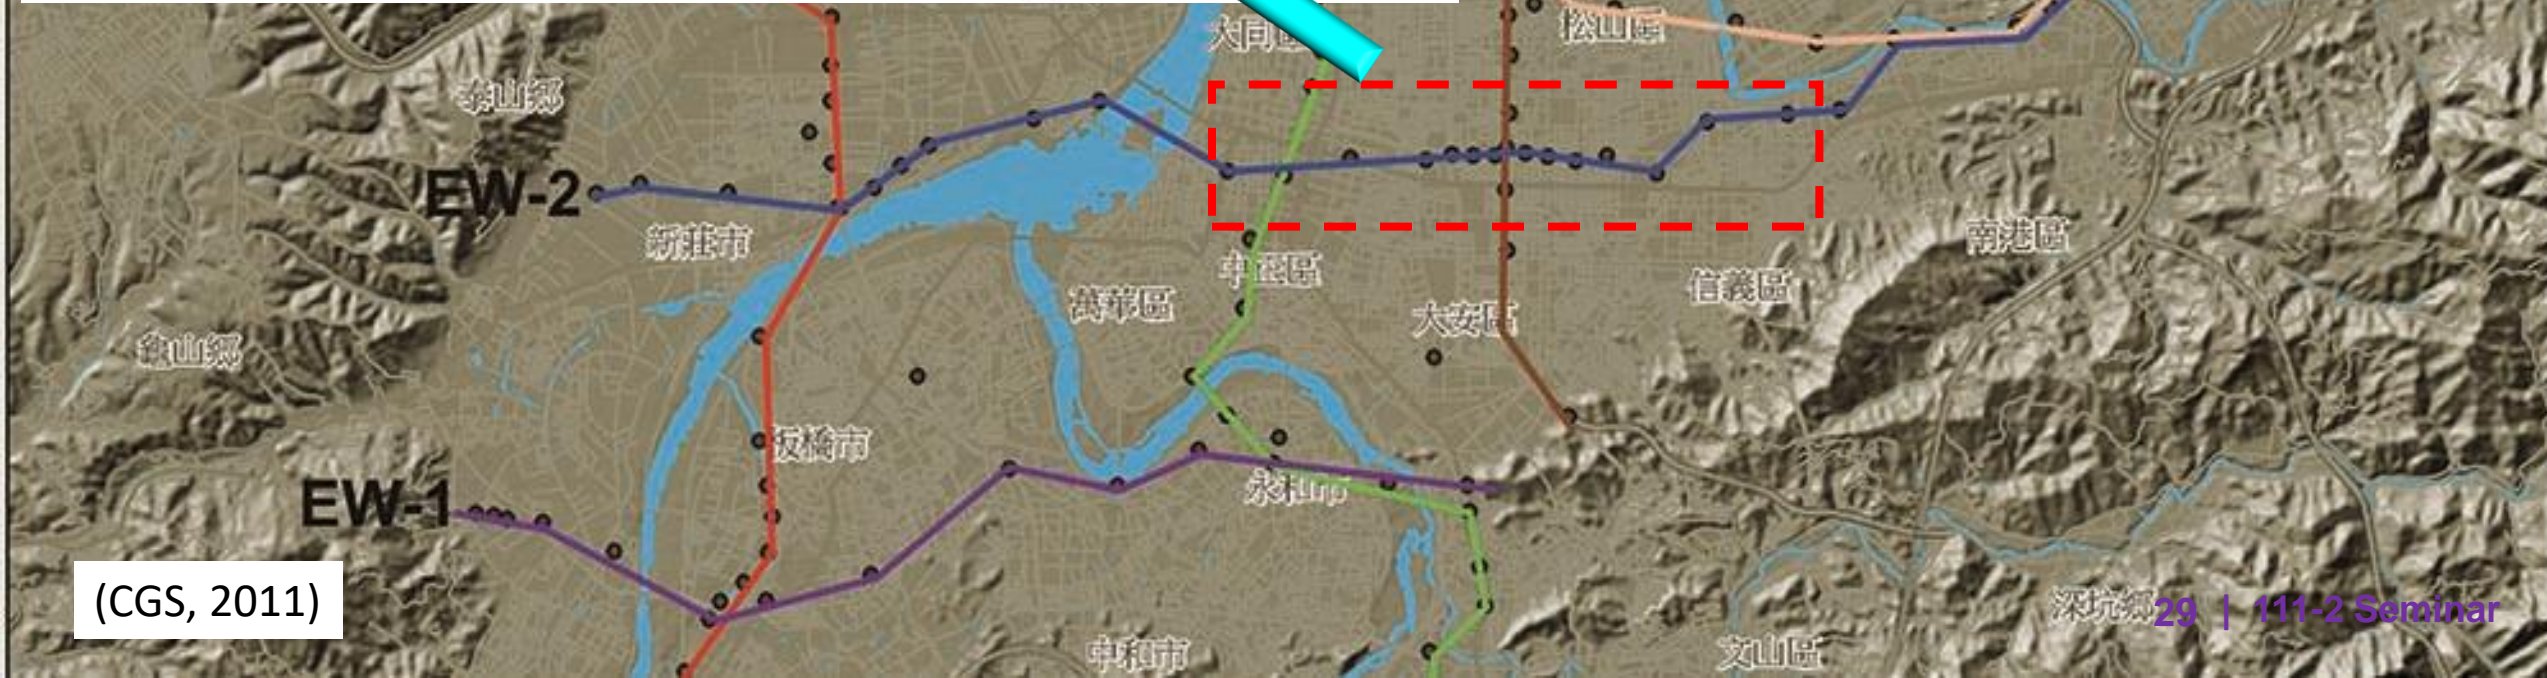 大同區
松山區
泰山鄉
EW-2
新莊市
南港區
中正區
信義區
萬華區
大安區
龜山鄉
板橋市
永和市
EW-1
(CGS, 2011)
深坑鄉
29 | 111-2 Seminar
中和市
文山區